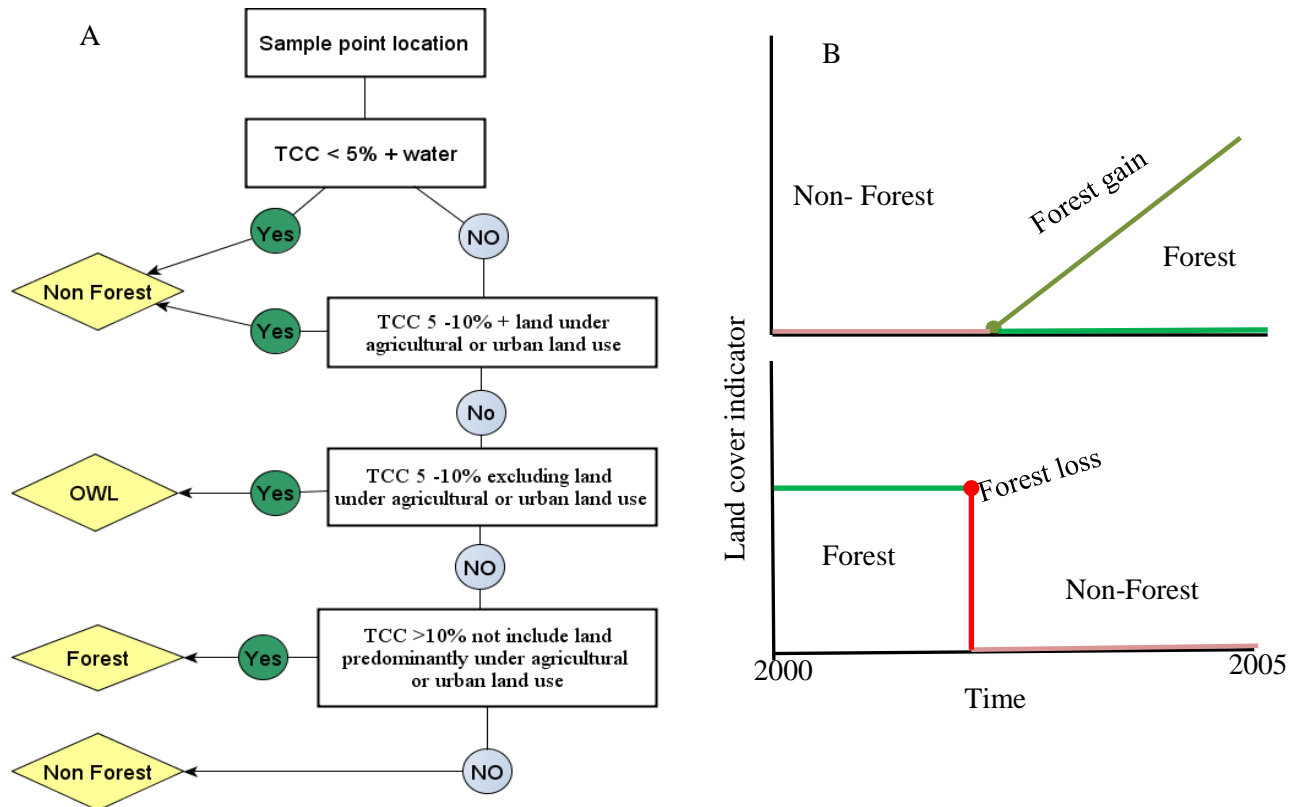 A
Sample point location
TCC < 5% + water
Yes
NO
Non Forest
Yes
TCC 5 -10% + land under
agricultural or urban land use
No
OWL
Yes
TCC 5 -10% excluding land
under agricultural or urban land use
NO
Forest
Yes
TCC >10% not include land
predominantly under agricultural
or urban land use
Non Forest
NO
B
Non- Forest
Forest gain
Forest
Land cover indicator
Forest loss
Forest
Non-Forest
2000
2005
Time